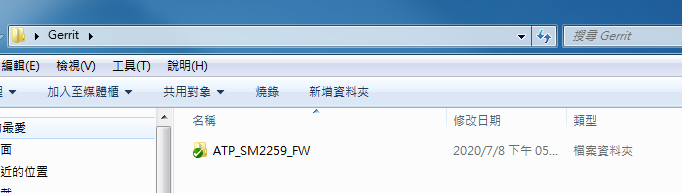 Gerrit
搜尋 Gerrit
編輯(E) 檢視(V) 工具(T) 說明(H)
加入至媒體櫃 共用對象 燒錄 新增資料夾
名稱 修改日期 類型
最愛
ATP_SM2259_FW 2020/7/8 下午 05... 檔案資料夾
面
近的位置